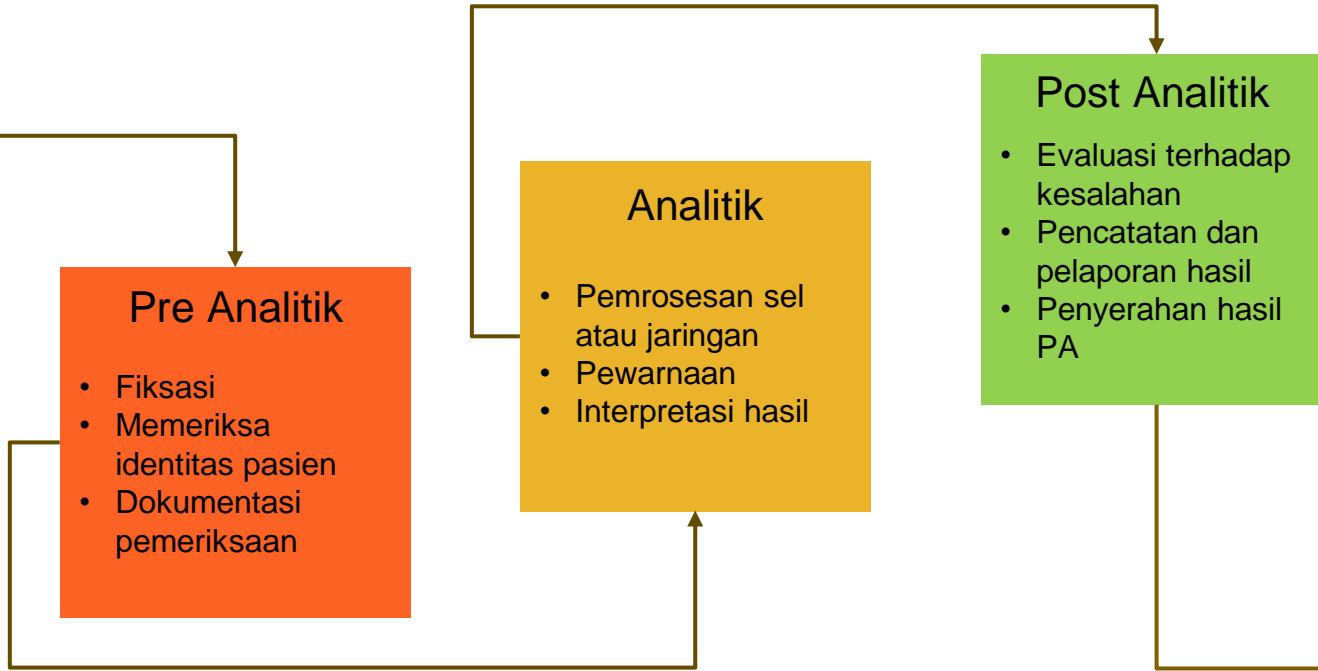 Pre Analitik
• Fiksasi
• Memeriksa
identitas pasien
• Dokumentasi
pemeriksaan
Analitik
• Pemrosesan sel
atau jaringan
• Pewarnaan
• Interpretasi hasil
Post Analitik
• Evaluasi terhadap
kesalahan
• Pencatatan dan
pelaporan hasil
• Penyerahan hasil
PA